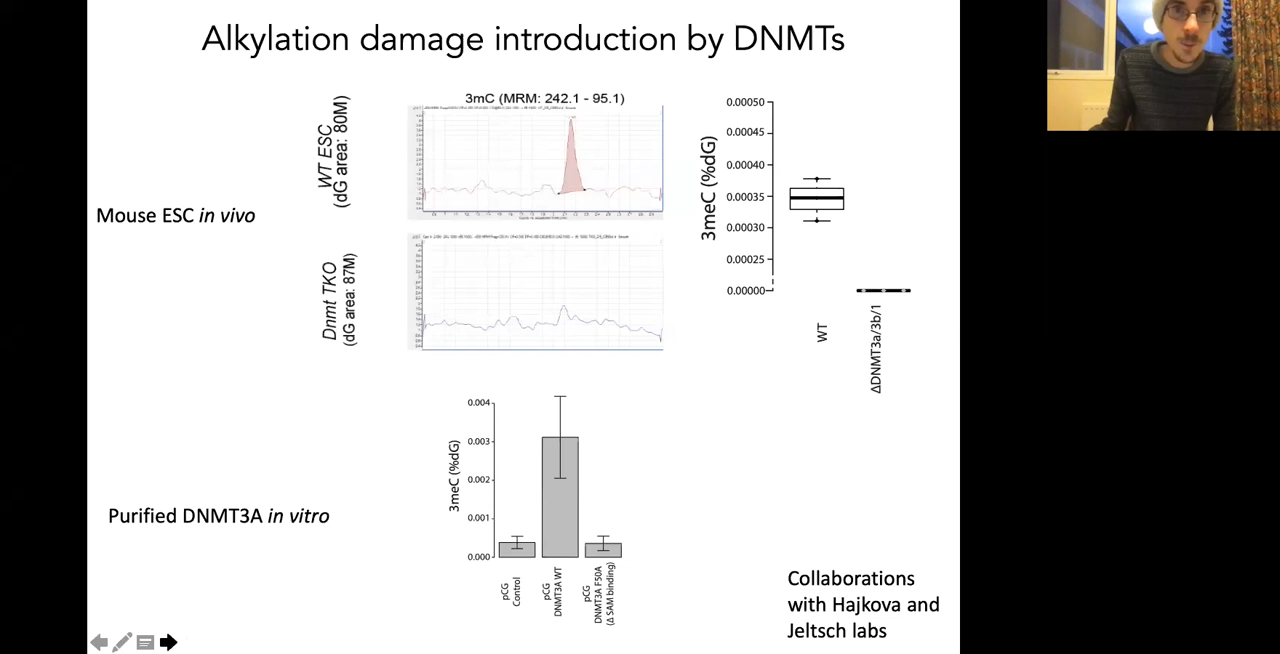 Alkylation damage introduction by DNMTs
3mC (MRM: 242.1 - 95.1)
WT ESC
(dG area: 80M)
Mouse ESC in vivo
Dnmt TKO
(dG area: 87M)
3meC (%dG)
0.00050
0.00045
0.00040
0.00035
0.00030
0.00025
0.00000
WT
ΔDNMT3a/3b/1
Purified DNMT3A in vitro
3meC (%dG)
0.004
0.003
0.002
0.001
0.000
pCG
Control
pCG
DNMT3A WT
pCG
DNMT3A F50A
(Δ SAM binding)
Collaborations
with Hajkova and
Jeltsch labs